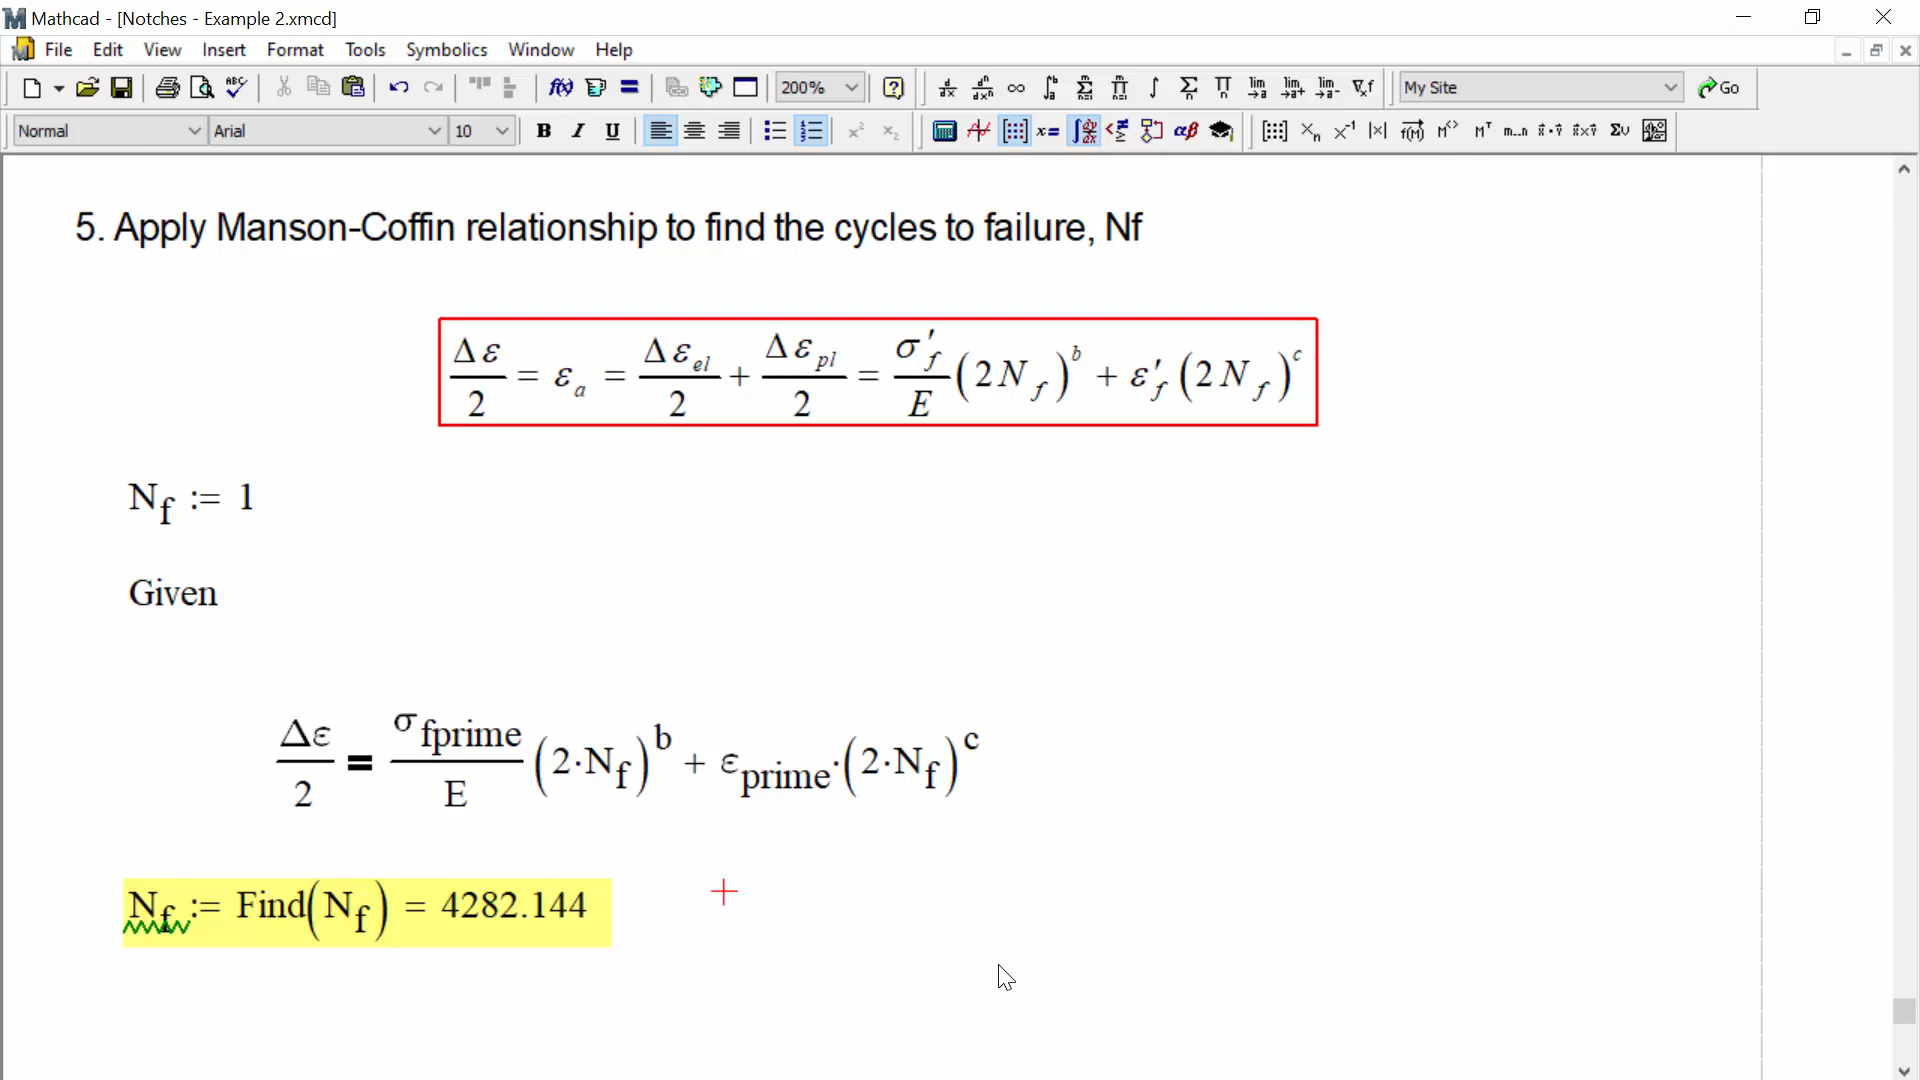 Mathcad - [Notches - Example 2.xmcd]
File Edit View Insert Format Tools Symbolics Window Help
200% My Site Go
Normal Arial 10 B I U
5. Apply Manson-Coffin relationship to find the cycles to failure, Nf
Δε/2 = ε_a = Δε_el/2 + Δε_pl/2 = σ'_f/E (2N_f)^b + ε'_f (2N_f)^c
N_f := 1
Given
Δε/2 = σ_fprime/E (2·N_f)^b + ε_prime·(2·N_f)^c
N_f := Find(N_f) = 4282.144